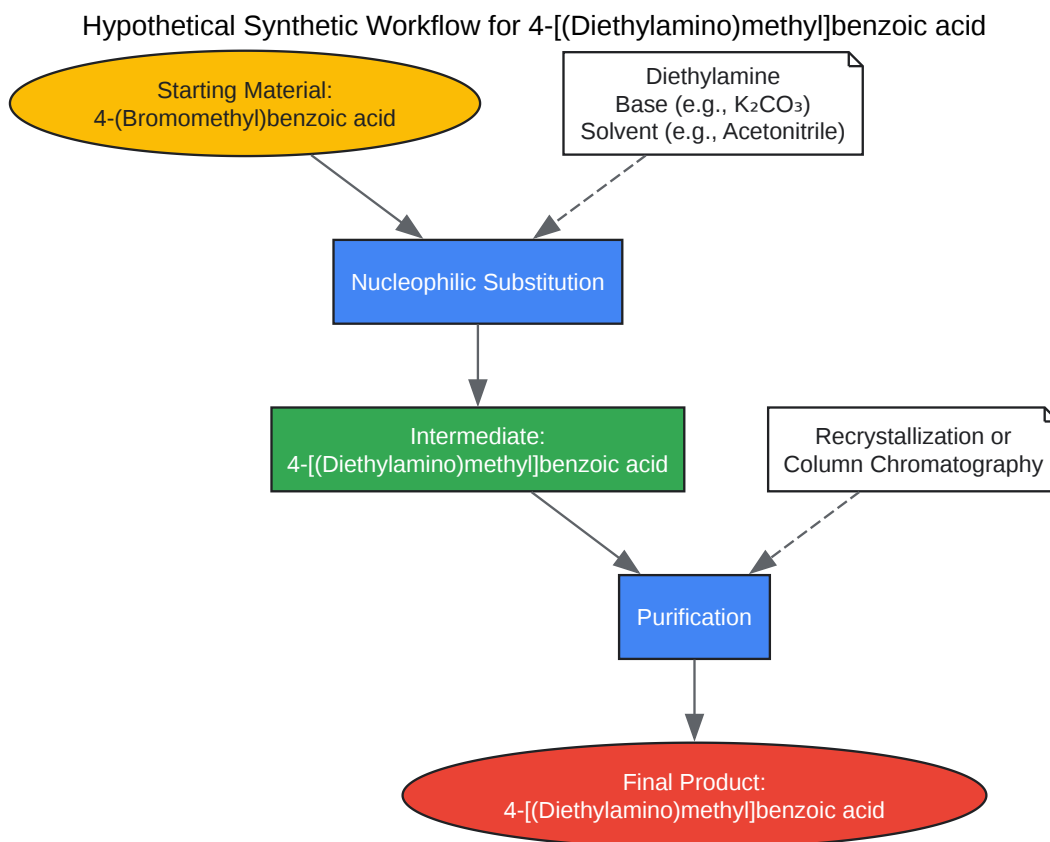 Hypothetical Synthetic Workflow for 4-[(Diethylamino)methyl]benzoic acid
Starting Material:
4-(Bromomethyl)benzoic acid
Diethylamine
Base (e.g., K₂CO₃)
Solvent (e.g., Acetonitrile)
Nucleophilic Substitution
Intermediate:
4-[(Diethylamino)methyl]benzoic acid
Recrystallization or
Column Chromatography
Purification
Final Product:
4-[(Diethylamino)methyl]benzoic acid